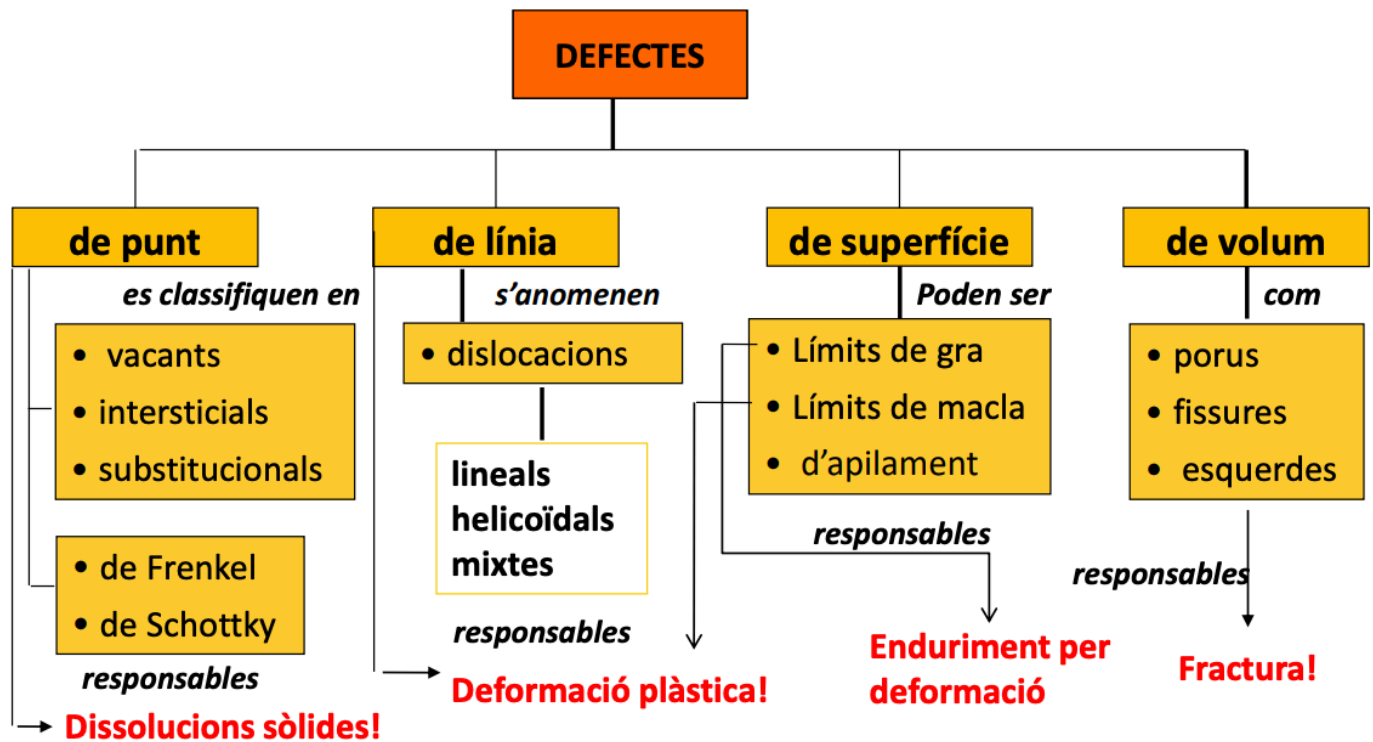 DEFECTES
de punt
es classifiquen en
• vacants
• intersticials
• substitucionals
• de Frenkel
• de Schottky
responsables
Dissolucions sòlides!
de línia
s’anomenen
• dislocacions
lineals
helicoïdals
mixtes
responsables
Deformació plàstica!
de superfície
Poden ser
• Límits de gra
• Límits de macla
• d’apilament
responsables
Enduriment per
deformació
de volum
com
• porus
• fissures
• esquerdes
responsables
Fractura!